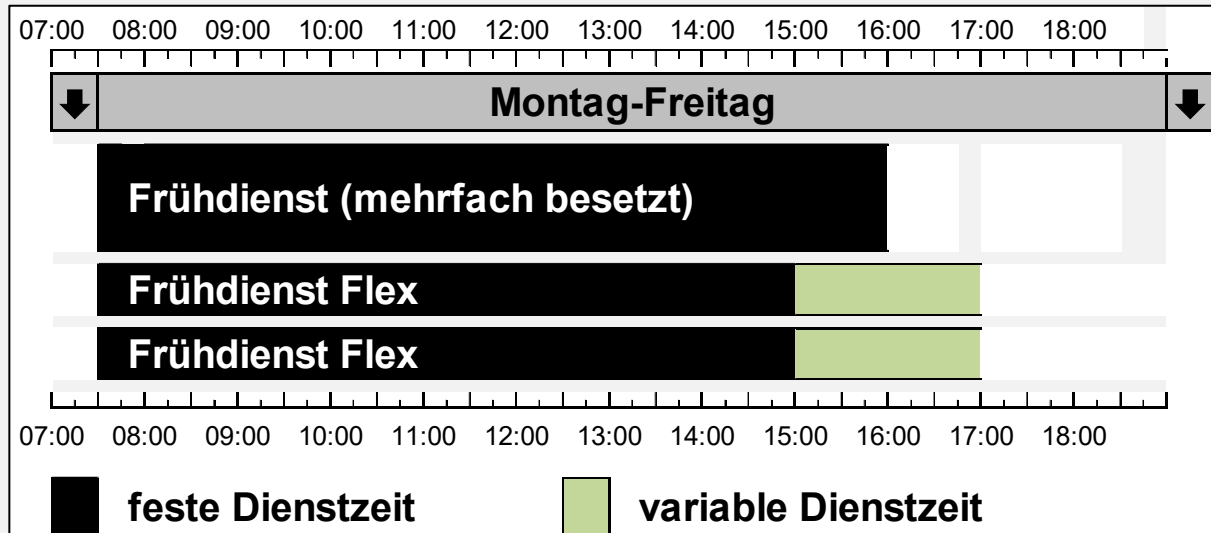 07:00 08:00 09:00 10:00 11:00 12:00 13:00 14:00 15:00 16:00 17:00 18:00
Montag-Freitag
Frühdienst (mehrfach besetzt)
Frühdienst Flex
Frühdienst Flex
07:00 08:00 09:00 10:00 11:00 12:00 13:00 14:00 15:00 16:00 17:00 18:00
feste Dienstzeit variable Dienstzeit